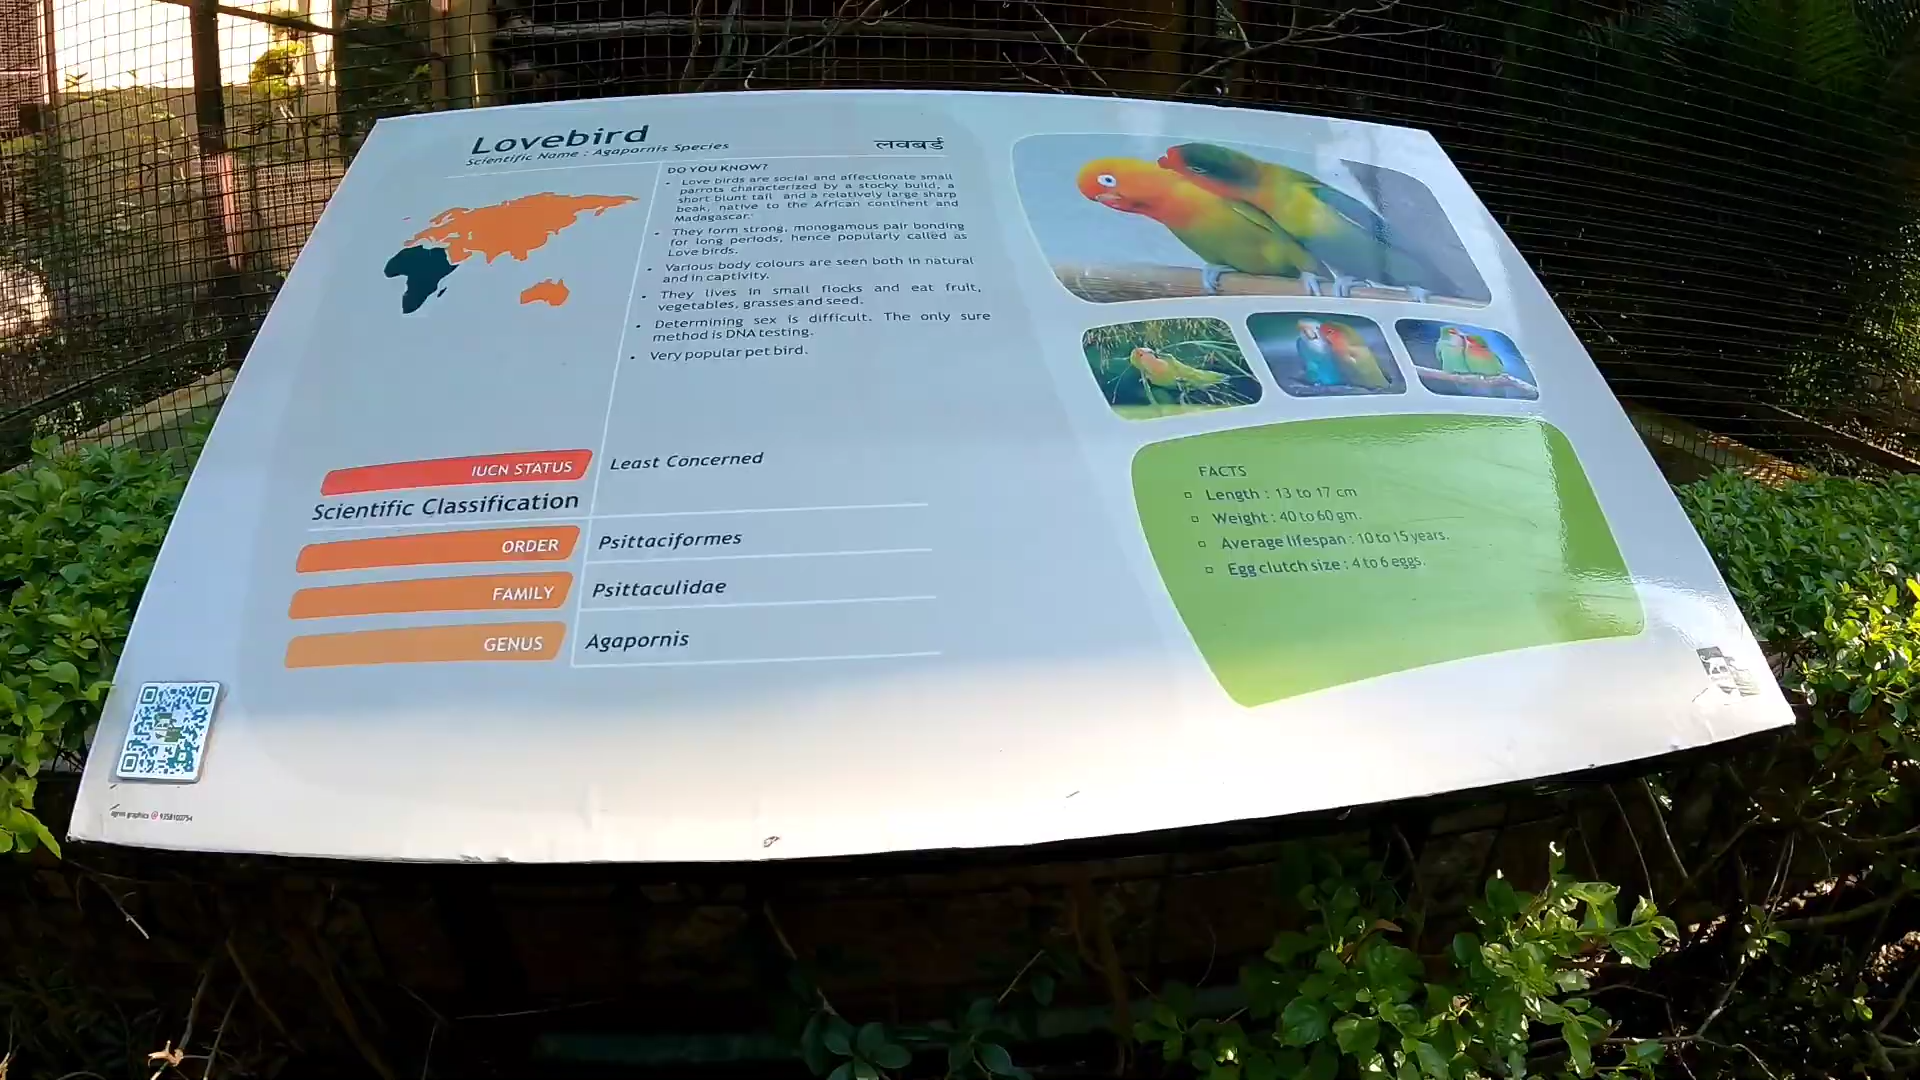 Lovebird
Scientific Name : Agapornis Species
लवबर्ड
DO YOU KNOW?
• Love birds are social and affectionate small
parrots characterized by a stocky build, a
short blunt tail and a relatively large sharp
beak, native to the African continent and
Madagascar.
• They form strong, monogamous pair bonding
for long periods, hence popularly called as
Love birds.
• Various body colours are seen both in natural
and in captivity.
• They lives in small flocks and eat fruit,
vegetables, grasses and seed.
• Determining sex is difficult. The only sure
method is DNA testing.
• Very popular pet bird.
IUCN STATUS
Least Concerned
Scientific Classification
ORDER
Psittaciformes
FAMILY
Psittaculidae
GENUS
Agapornis
FACTS
Length : 13 to 17 cm
Weight : 40 to 60 gm.
Average lifespan : 10 to 15 years.
Egg clutch size : 4 to 6 eggs.
graphics @ 9358100754